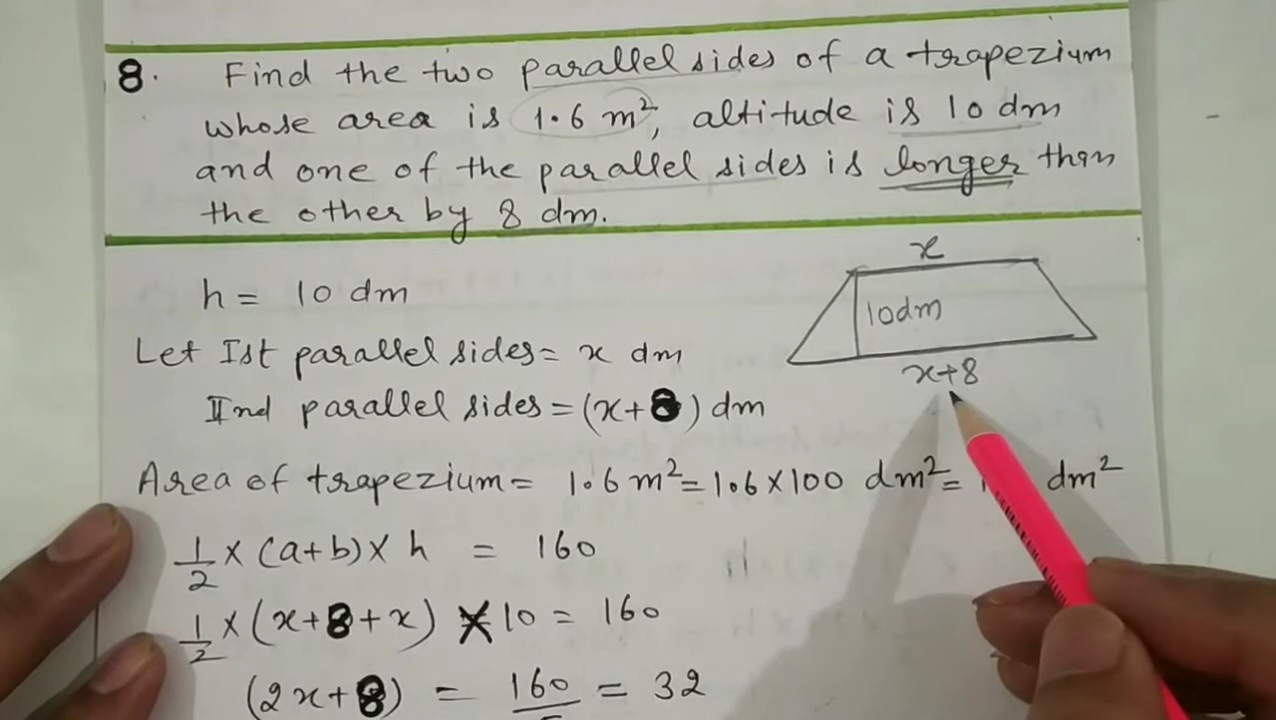 8. Find the two parallel sides of a trapezium
whose area is 1.6 m², altitude is 10 dm
and one of the parallel sides is longer than
the other by 8 dm.
h = 10 dm
Let Ist parallel sides = x dm
IInd parallel sides = (x+8) dm
x
10dm
x+8
Area of trapezium = 1.6 m² = 1.6 × 100 dm² = dm²
1/2 × (a+b) × h = 160
1/2 × (x+8+x) × 10 = 160
(2x+8) = 160/5 = 32